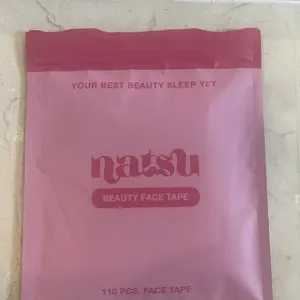 YOUR BEST BEAUTY SLEEP YET
natsu
BEAUTY FACE TAPE
110 PCS. FACE TAPE